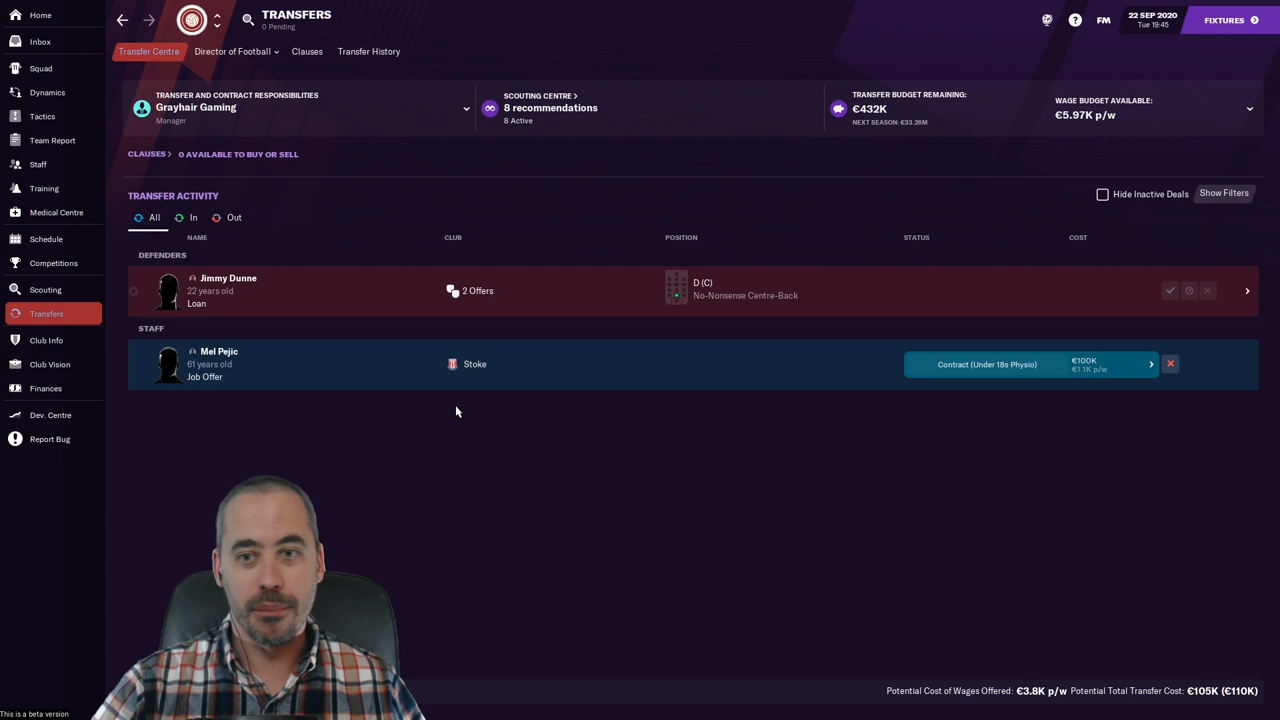 Home
Inbox
Squad
Dynamics
Tactics
Team Report
Staff
Training
Medical Centre
Schedule
Competitions
Scouting
Transfers
Club Info
Club Vision
Finances
Dev. Centre
Report Bug
This is a beta version
TRANSFERS
0 Pending
FM
22 SEP 2020
Tue 19:45
FIXTURES
Transfer Centre
Director of Football
Clauses
Transfer History
TRANSFER AND CONTRACT RESPONSIBILITIES
Grayhair Gaming
Manager
SCOUTING CENTRE >
8 recommendations
8 Active
TRANSFER BUDGET REMAINING:
€432K
NEXT SEASON: €33.26M
WAGE BUDGET AVAILABLE:
€5.97K p/w
CLAUSES > 0 AVAILABLE TO BUY OR SELL
TRANSFER ACTIVITY
Hide Inactive Deals
Show Filters
All In Out
NAME CLUB POSITION STATUS COST
DEFENDERS
Jimmy Dunne
22 years old
Loan
2 Offers
D (C)
No-Nonsense Centre-Back
STAFF
Mel Pejic
61 years old
Job Offer
Stoke
Contract (Under 18s Physio)
€100K
€1.1K p/w
Potential Cost of Wages Offered: €3.8K p/w Potential Total Transfer Cost: €105K (€110K)